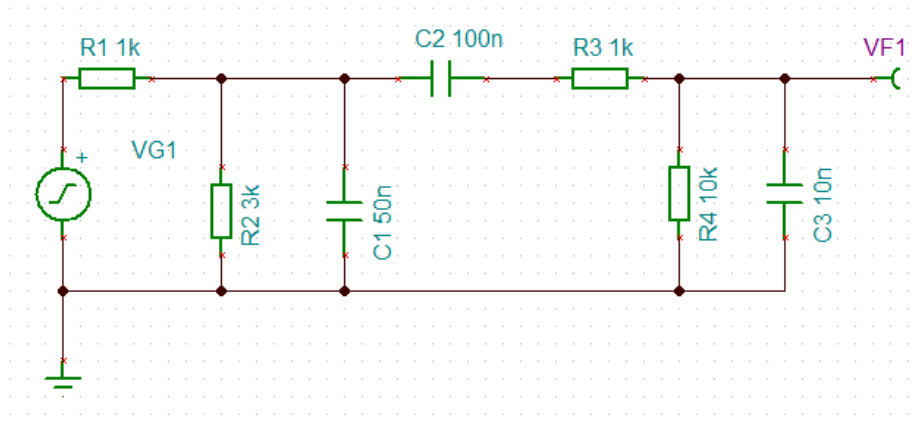 C2 100n
R1 1k
R3 1k
VF1
+
VG1
R2 3k
C1 50n
R4 10k
C3 10n